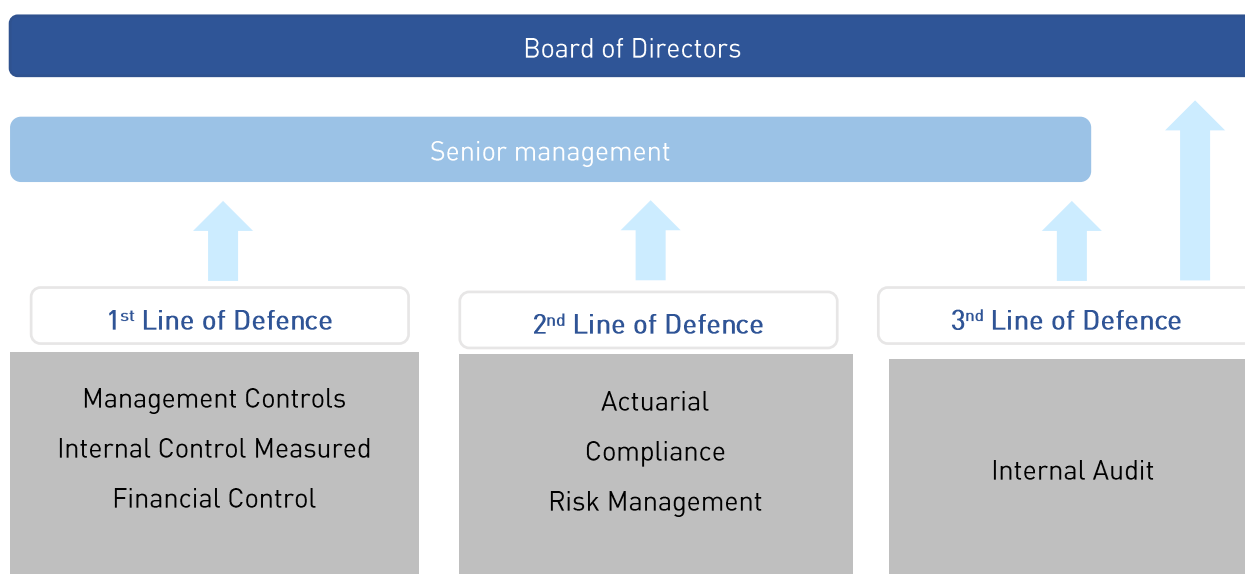 Board of Directors
Senior management
1st Line of Defence
Management Controls
Internal Control Measured
Financial Control
2nd Line of Defence
Actuarial
Compliance
Risk Management
3nd Line of Defence
Internal Audit